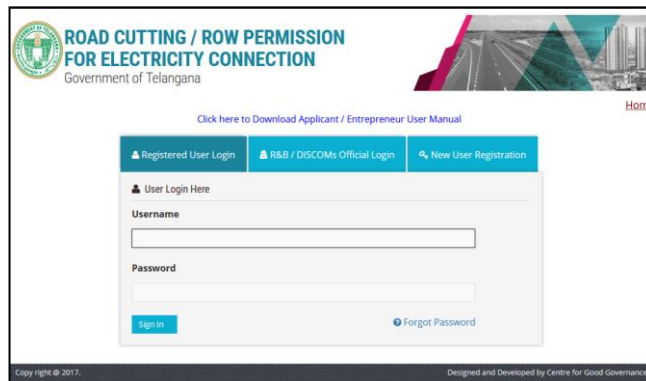 ROAD CUTTING / ROW PERMISSION
FOR ELECTRICITY CONNECTION
Government of Telangana
Hom
Click here to Download Applicant / Entrepreneur User Manual
Registered User Login
R&B / DISCOMs Official Login
New User Registration
User Login Here
Username
Password
Sign In
Forgot Password
Copy right @ 2017.
Designed and Developed by Centre for Good Governance